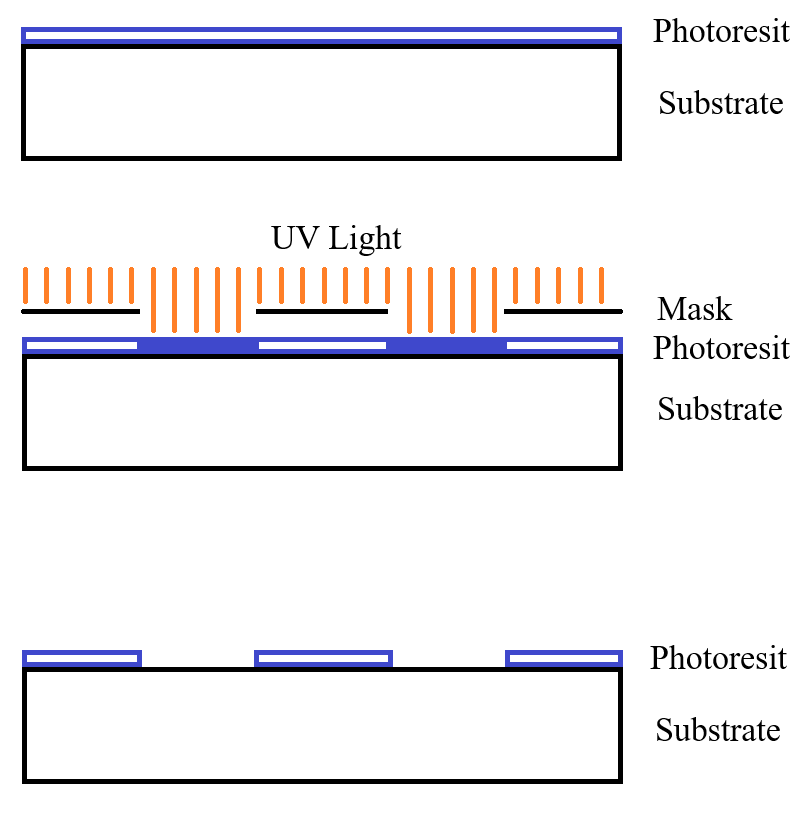 Photoresit
Substrate
UV Light
Mask
Photoresit
Substrate
Photoresit
Substrate